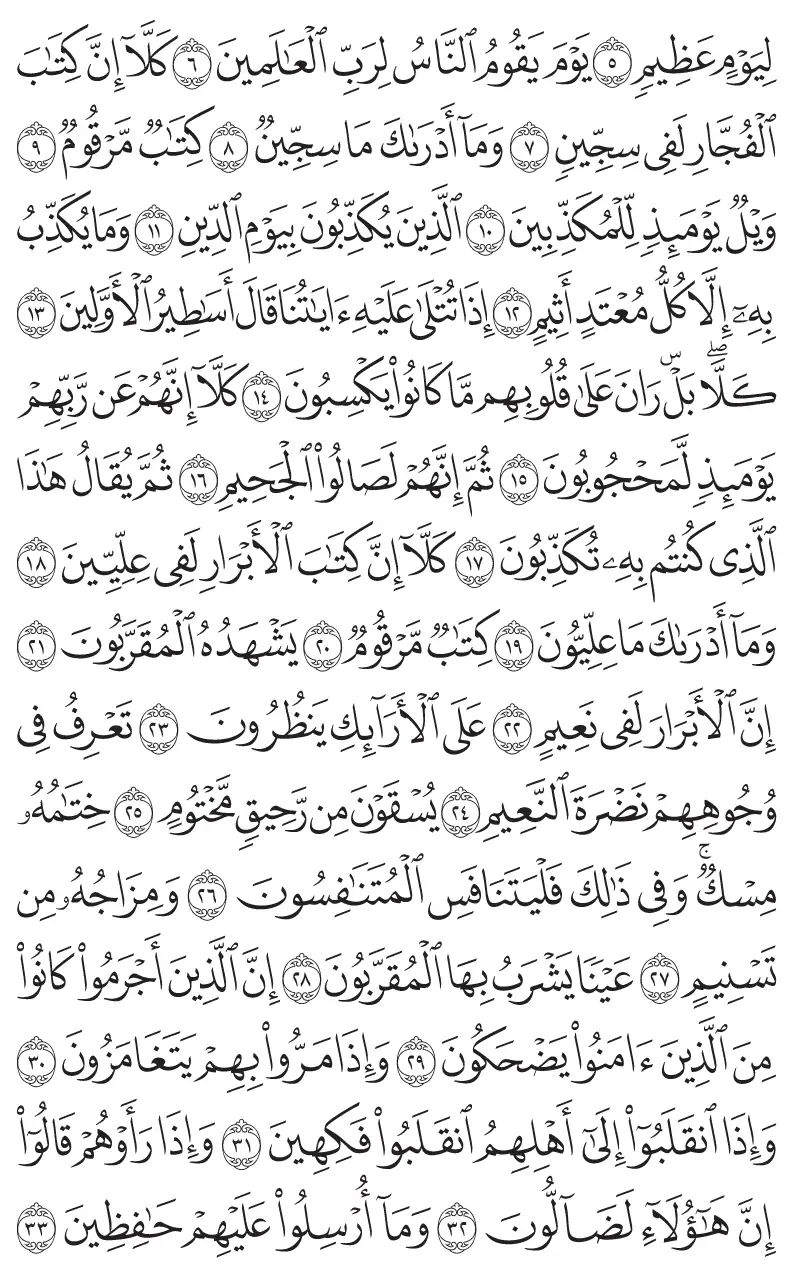 لِيَوۡمٍ عَظِيمٖ ٥ يَوۡمَ يَقُومُ ٱلنَّاسُ لِرَبِّ ٱلۡعَٰلَمِينَ ٦ كَلَّآ إِنَّ كِتَٰبَ
ٱلۡفُجَّارِ لَفِي سِجِّينٖ ٧ وَمَآ أَدۡرَىٰكَ مَا سِجِّينٞ ٨ كِتَٰبٞ مَّرۡقُومٞ ٩
وَيۡلٞ يَوۡمَئِذٖ لِّلۡمُكَذِّبِينَ ١٠ ٱلَّذِينَ يُكَذِّبُونَ بِيَوۡمِ ٱلدِّينِ ١١ وَمَا يُكَذِّبُ
بِهِۦٓ إِلَّا كُلُّ مُعۡتَدٍ أَثِيمٍ ١٢ إِذَا تُتۡلَىٰ عَلَيۡهِ ءَايَٰتُنَا قَالَ أَسَٰطِيرُ ٱلۡأَوَّلِينَ ١٣
كَلَّاۖ بَلۡۜ رَانَ عَلَىٰ قُلُوبِهِم مَّا كَانُواْ يَكۡسِبُونَ ١٤ كَلَّآ إِنَّهُمۡ عَن رَّبِّهِمۡ
يَوۡمَئِذٖ لَّمَحۡجُوبُونَ ١٥ ثُمَّ إِنَّهُمۡ لَصَالُواْ ٱلۡجَحِيمِ ١٦ ثُمَّ يُقَالُ هَٰذَا
ٱلَّذِي كُنتُم بِهِۦ تُكَذِّبُونَ ١٧ كَلَّآ إِنَّ كِتَٰبَ ٱلۡأَبۡرَارِ لَفِي عِلِّيِّينَ ١٨
وَمَآ أَدۡرَىٰكَ مَا عِلِّيُّونَ ١٩ كِتَٰبٞ مَّرۡقُومٞ ٢٠ يَشۡهَدُهُ ٱلۡمُقَرَّبُونَ ٢١
إِنَّ ٱلۡأَبۡرَارَ لَفِي نَعِيمٍ ٢٢ عَلَى ٱلۡأَرَآئِكِ يَنظُرُونَ ٢٣ تَعۡرِفُ فِي
وُجُوهِهِمۡ نَضۡرَةَ ٱلنَّعِيمِ ٢٤ يُسۡقَوۡنَ مِن رَّحِيقٖ مَّخۡتُومٍ ٢٥ خِتَٰمُهُۥ
مِسۡكٞۚ وَفِي ذَٰلِكَ فَلۡيَتَنَافَسِ ٱلۡمُتَنَٰفِسُونَ ٢٦ وَمِزَاجُهُۥ مِن
تَسۡنِيمٍ ٢٧ عَيۡنٗا يَشۡرَبُ بِهَا ٱلۡمُقَرَّبُونَ ٢٨ إِنَّ ٱلَّذِينَ أَجۡرَمُواْ كَانُواْ
مِنَ ٱلَّذِينَ ءَامَنُواْ يَضۡحَكُونَ ٢٩ وَإِذَا مَرُّواْ بِهِمۡ يَتَغَامَزُونَ ٣٠
وَإِذَا ٱنقَلَبُوٓاْ إِلَىٰٓ أَهۡلِهِمُ ٱنقَلَبُواْ فَكِهِينَ ٣١ وَإِذَا رَأَوۡهُمۡ قَالُوٓاْ
إِنَّ هَٰٓؤُلَآءِ لَضَآلُّونَ ٣٢ وَمَآ أُرۡسِلُواْ عَلَيۡهِمۡ حَٰفِظِينَ ٣٣